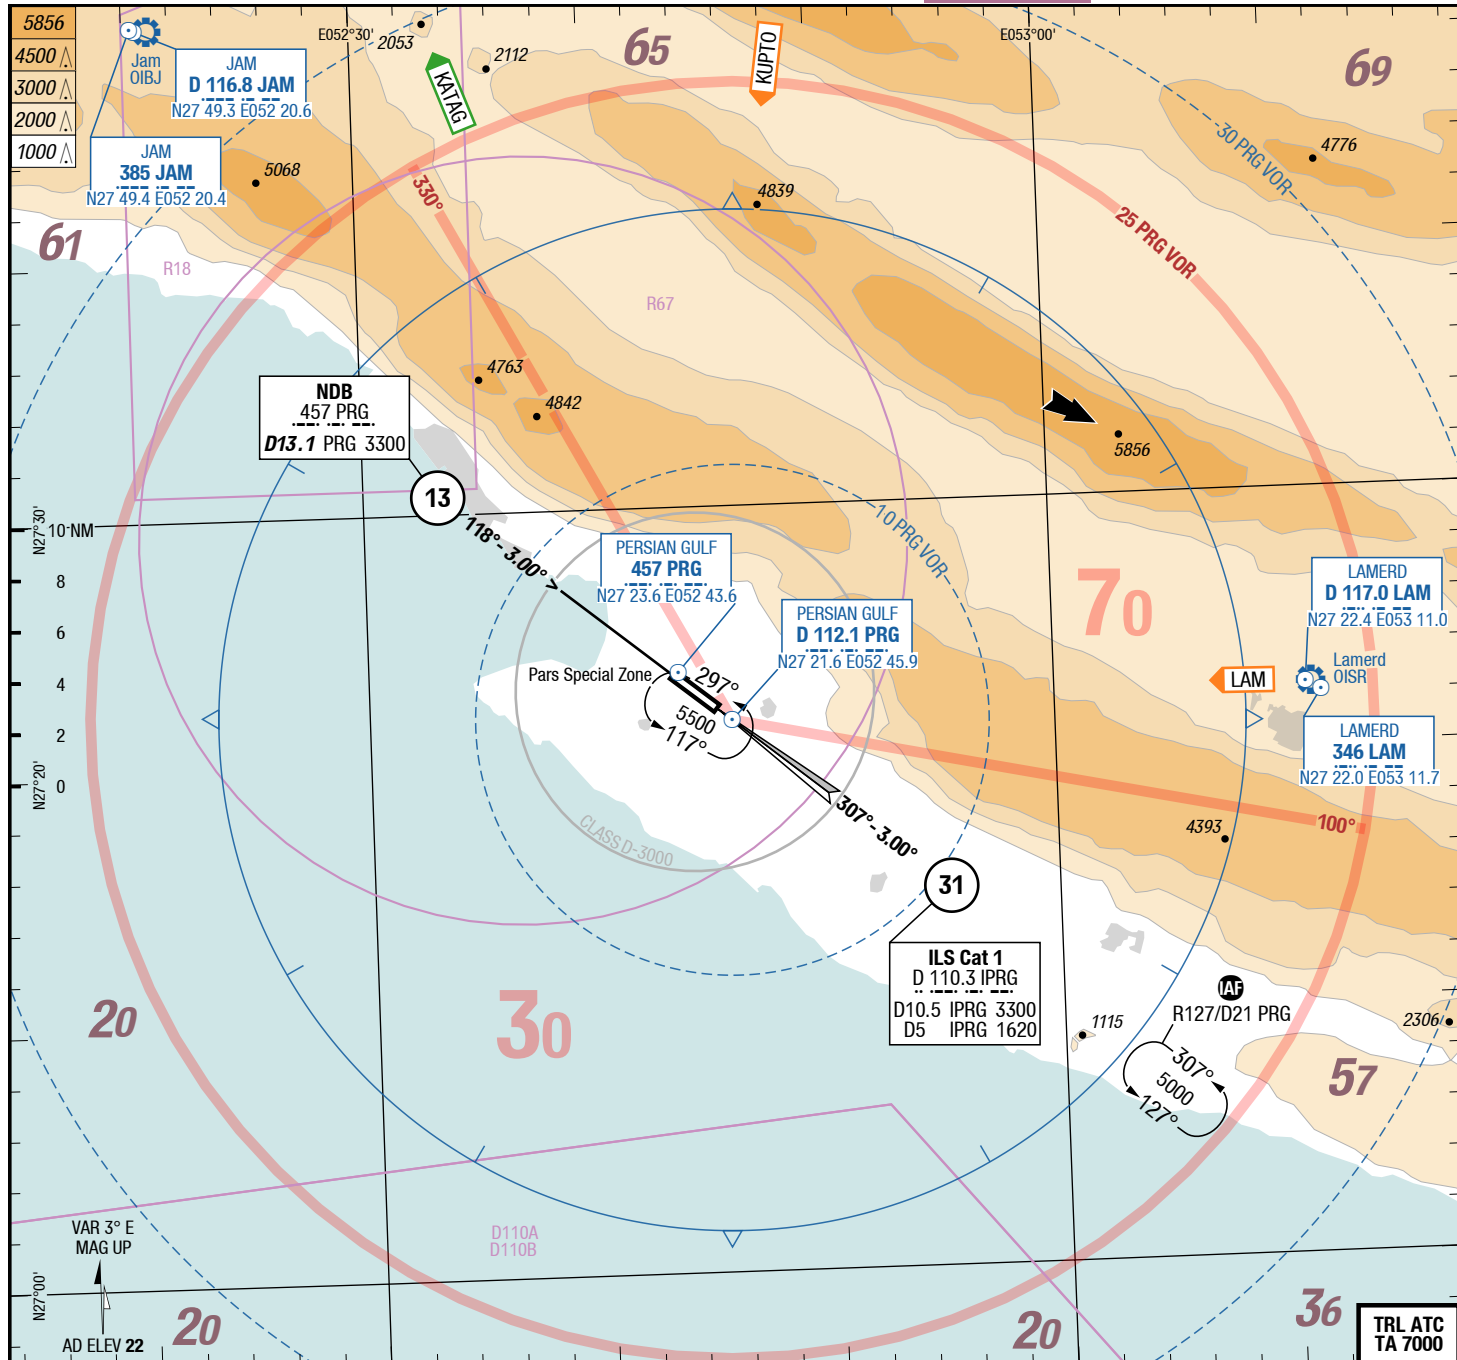 5856
4500
3000
2000
1000
Jam
OIBJ
JAM
D 116.8 JAM
N27 49.3 E052 20.6
JAM
385 JAM
N27 49.4 E052 20.4
E052°30'
2053
2112
KATAG
65
KUPTO
E053°00'
69
4776
30 PRG VOR
25 PRG VOR
5068
330°
4839
61
R18
R67
4763
4842
5856
NDB
457 PRG
D13.1 PRG 3300
13
118°- 3.00° >
N27°30'
10 NM
8
6
4
2
0
N27°20'
PERSIAN GULF
457 PRG
N27 23.6 E052 43.6
10 PRG VOR
PERSIAN GULF
D 112.1 PRG
N27 21.6 E052 45.9
70
LAMERD
D 117.0 LAM
N27 22.4 E053 11.0
Lamerd
OISR
LAM
LAMERD
346 LAM
N27 22.0 E053 11.7
Pars Special Zone
297°
5500
117°
CLASS D-3000
307°- 3.00°
4393
100°
31
ILS Cat 1
D 110.3 IPRG
D10.5 IPRG 3300
D5 IPRG 1620
IAF
R127/D21 PRG
1115
2306
307°
5000
127°
57
20
30
D110A
D110B
VAR 3° E
MAG UP
N27°00'
AD ELEV 22
20
20
36
TRL ATC
TA 7000